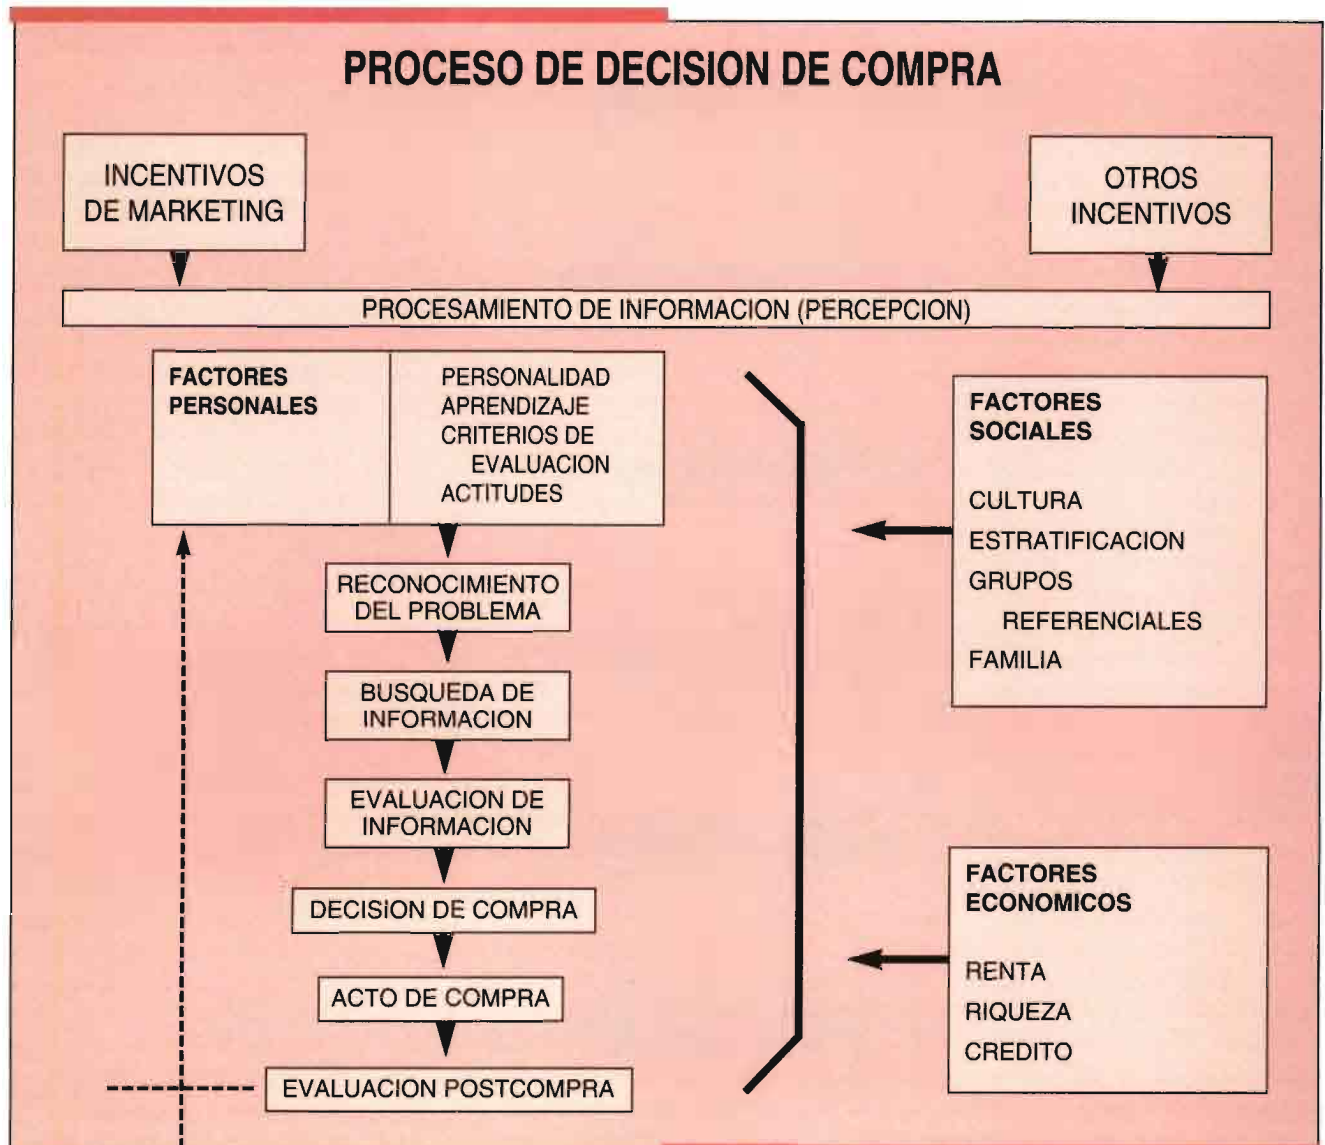 PROCESO DE DECISION DE COMPRA
INCENTIVOS
DE MARKETING
OTROS
INCENTIVOS
PROCESAMIENTO DE INFORMACION (PERCEPCION)
FACTORES
PERSONALES
PERSONALIDAD
APRENDIZAJE
CRITERIOS DE
EVALUACION
ACTITUDES
FACTORES
SOCIALES
CULTURA
ESTRATIFICACION
GRUPOS
REFERENCIALES
FAMILIA
RECONOCIMIENTO
DEL PROBLEMA
BUSQUEDA DE
INFORMACION
EVALUACION DE
INFORMACION
DECISION DE COMPRA
ACTO DE COMPRA
EVALUACION POSTCOMPRA
FACTORES
ECONOMICOS
RENTA
RIQUEZA
CREDITO